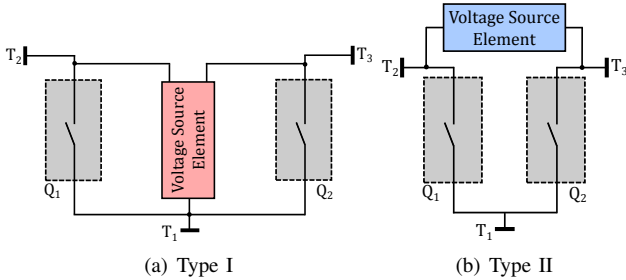 T2
T3
Voltage Source
Element
Q1
Q2
T1
(a) Type I
Voltage Source
Element
T2
T3
Q1
Q2
T1
(b) Type II